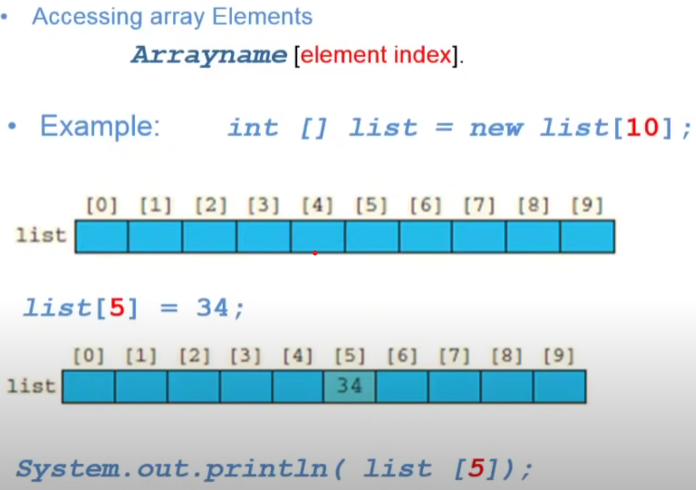 • Accessing array Elements
Arrayname [element index].
• Example: int [] list = new list[10];
[0] [1] [2] [3] [4] [5] [6] [7] [8] [9]
list
list[5] = 34;
[0] [1] [2] [3] [4] [5] [6] [7] [8] [9]
list 34
System.out.println( list [5]);